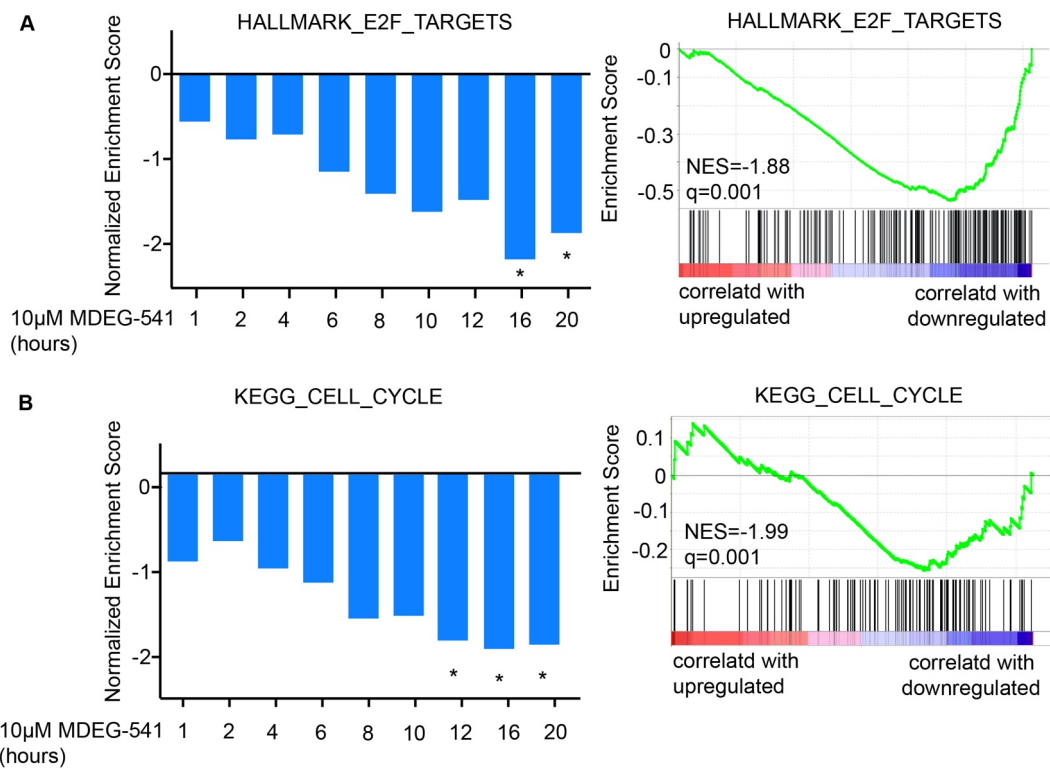 A
HALLMARK_E2F_TARGETS
Normalized Enrichment Score
0
-1
-2
*
*
10µM MDEG-541 1 2 4 6 8 10 12 16 20
(hours)
HALLMARK_E2F_TARGETS
Enrichment Score
0
-0.1
-0.3
-0.5
NES=-1.88
q=0.001
correlatd with
upregulated
correlatd with
downregulated
B
KEGG_CELL_CYCLE
Normalized Enrichment Score
0
-1
-2
* * *
10µM MDEG-541 1 2 4 6 8 10 12 16 20
(hours)
KEGG_CELL_CYCLE
Enrichment Score
0.1
0
-0.1
-0.2
NES=-1.99
q=0.001
correlatd with
upregulated
correlatd with
downregulated